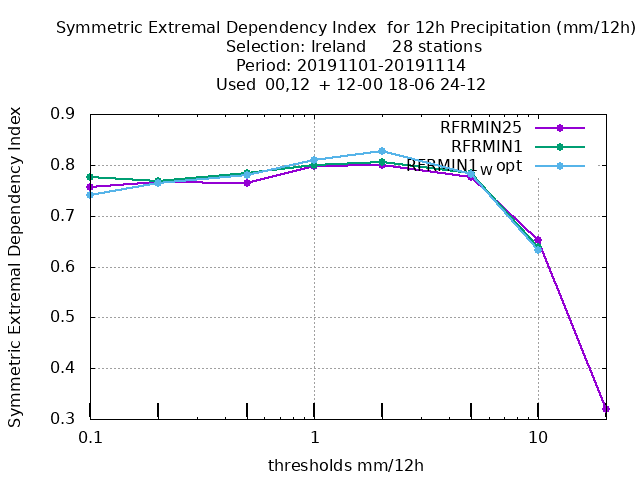 Symmetric Extremal Dependency Index  for 12h Precipitation (mm/12h)
Selection: Ireland     28 stations
Period: 20191101-20191114
Used  00,12  + 12-00 18-06 24-12
Symmetric Extremal Dependency Index
0.9
0.8
0.7
0.6
0.5
0.4
0.3
RFRMIN25
RFRMIN1
RFRMIN1w opt
0.1
1
10
thresholds mm/12h